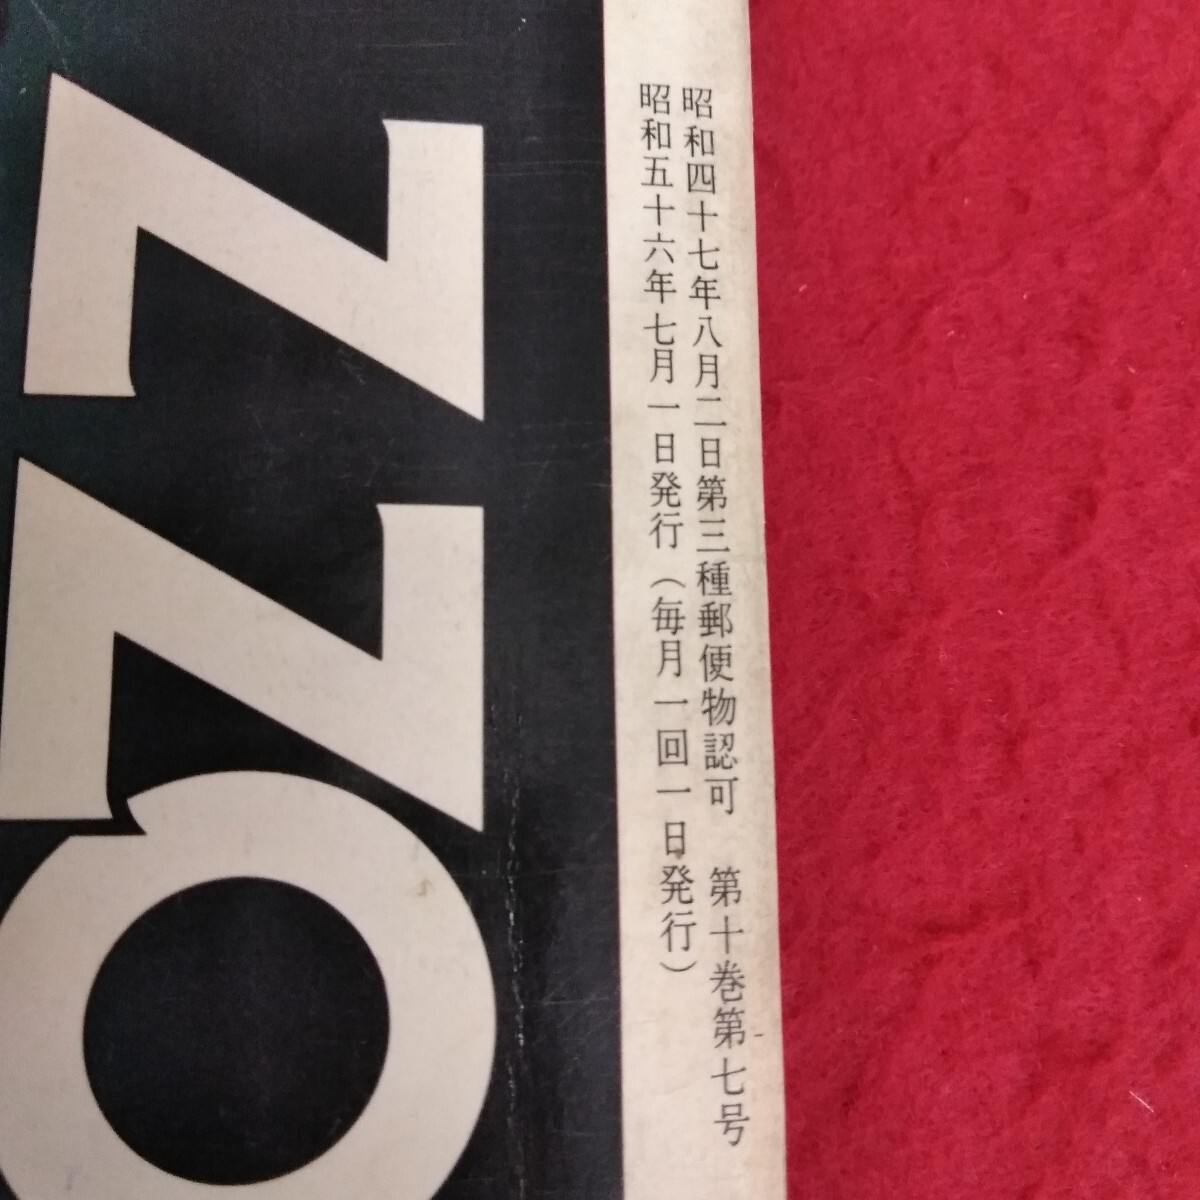 昭和四十七年八月二日第三種郵便物認可　第十巻第七号
昭和五十六年七月一日発行（毎月一回一日発行）
ZZ